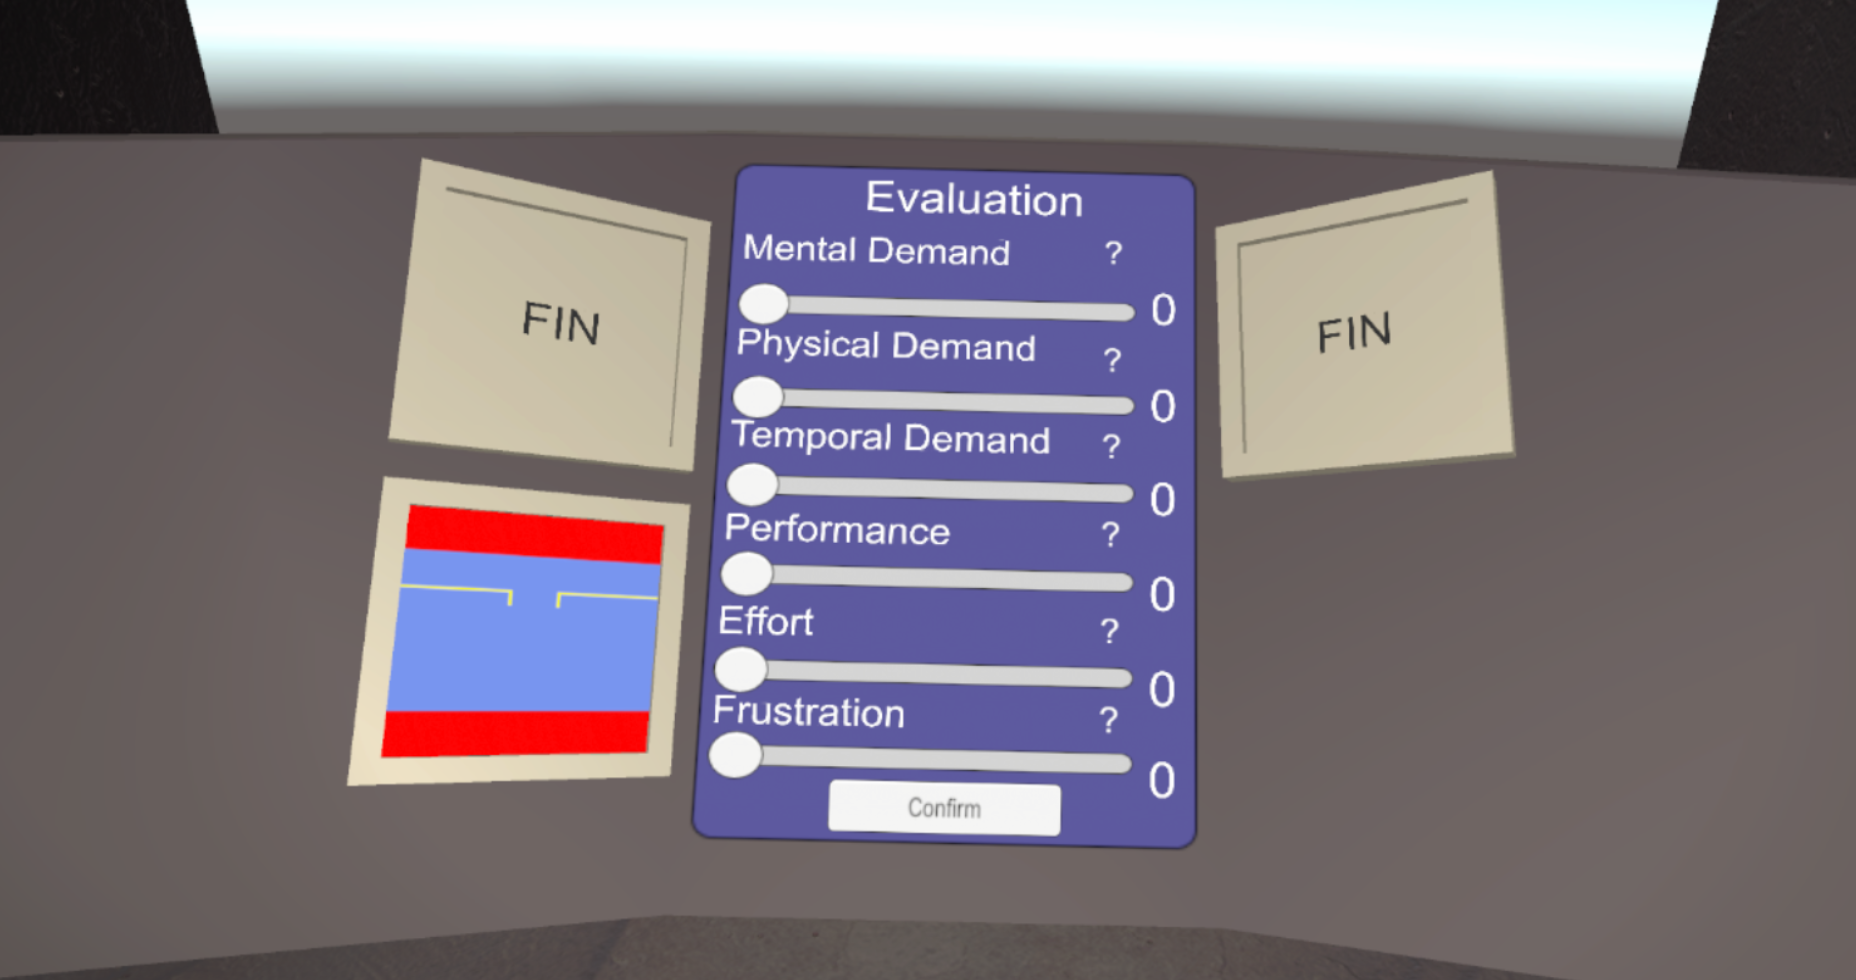 FIN
Evaluation
Mental Demand ?
0
Physical Demand ?
0
Temporal Demand ?
0
Performance ?
0
Effort ?
0
Frustration ?
0
Confirm
FIN